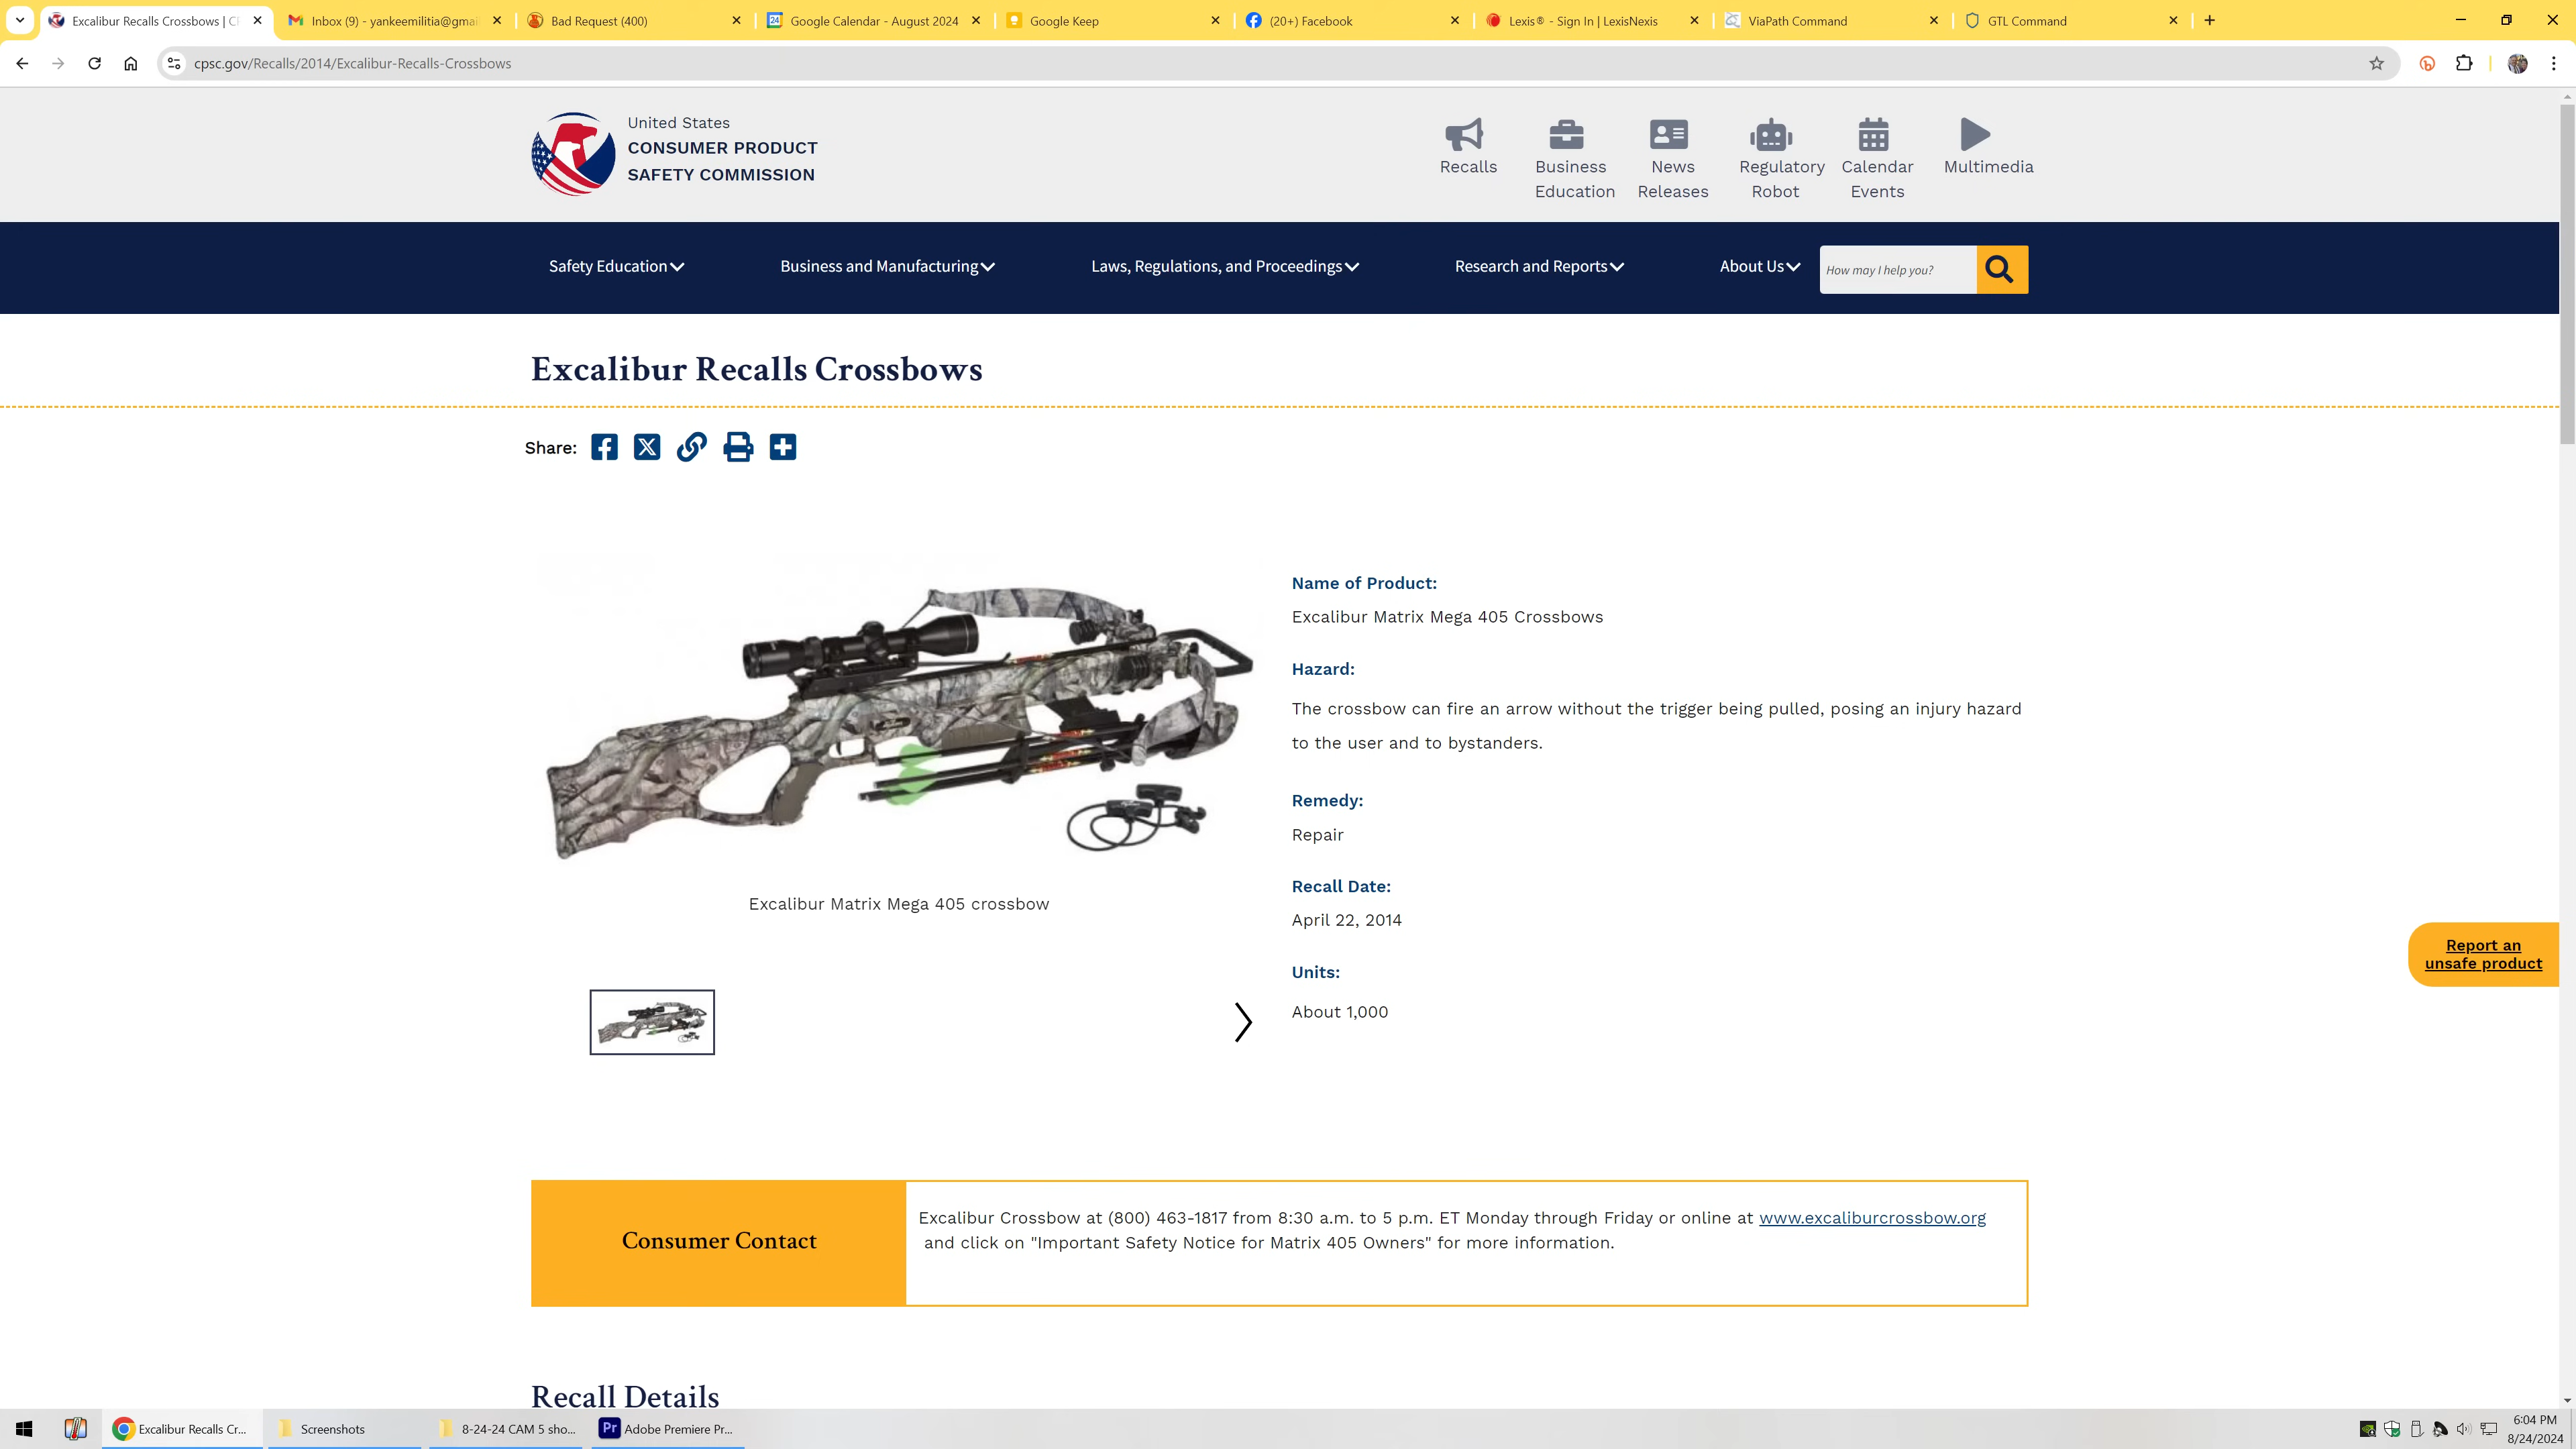 Excalibur Recalls Crossbows | C
Inbox (9) - yankeemilitia@gmai
Bad Request (400)
Google Calendar - August 2024
Google Keep
(20+) Facebook
Lexis® - Sign In | LexisNexis
ViaPath Command
GTL Command
cpsc.gov/Recalls/2014/Excalibur-Recalls-Crossbows
United States
CONSUMER PRODUCT
SAFETY COMMISSION
Recalls
Business
Education
News
Releases
Regulatory
Robot
Calendar
Events
Multimedia
Safety Education
Business and Manufacturing
Laws, Regulations, and Proceedings
Research and Reports
About Us
How may I help you?
Excalibur Recalls Crossbows
Share:
Excalibur Matrix Mega 405 crossbow
Name of Product:
Excalibur Matrix Mega 405 Crossbows
Hazard:
The crossbow can fire an arrow without the trigger being pulled, posing an injury hazard
to the user and to bystanders.
Remedy:
Repair
Recall Date:
April 22, 2014
Units:
About 1,000
Report an
unsafe product
Consumer Contact
Excalibur Crossbow at (800) 463-1817 from 8:30 a.m. to 5 p.m. ET Monday through Friday or online at www.excaliburcrossbow.org
and click on "Important Safety Notice for Matrix 405 Owners" for more information.
Recall Details
Excalibur Recalls Cr...
Screenshots
8-24-24 CAM 5 sho...
Pr
Adobe Premiere Pr...
6:04 PM
8/24/2024